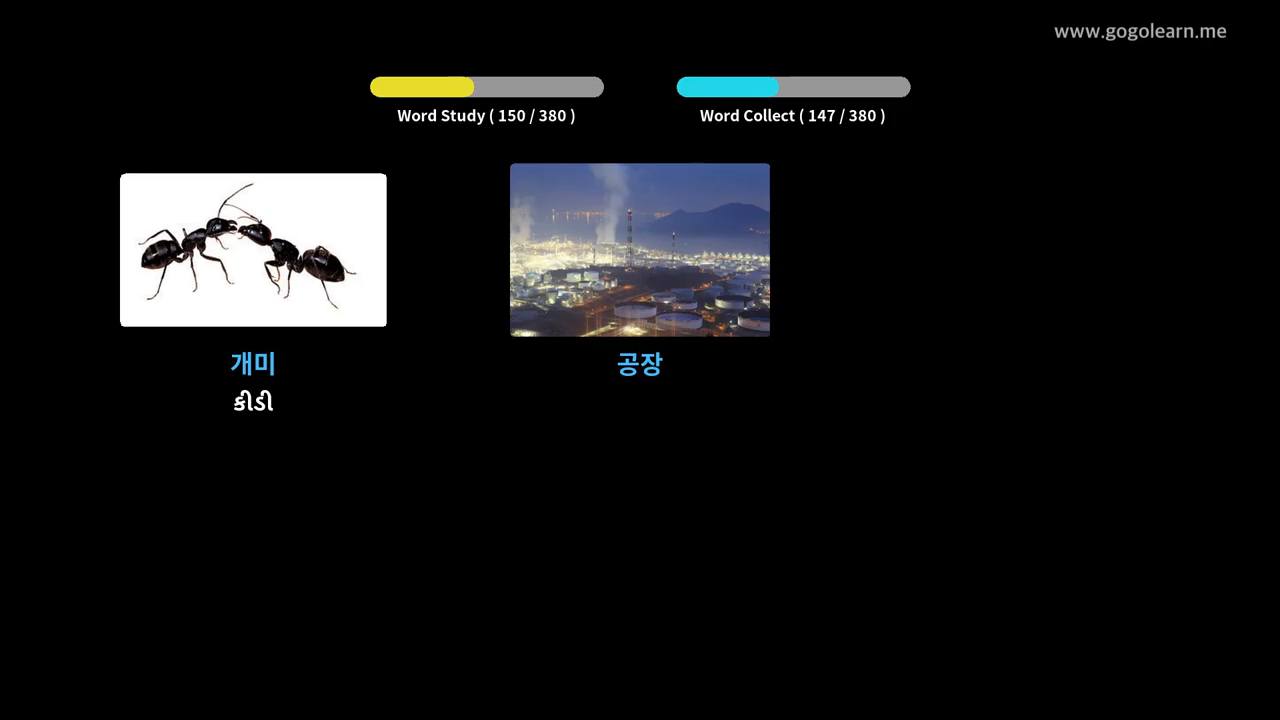 www.gogolearn.me
Word Study ( 150 / 380 )
Word Collect ( 147 / 380 )
개미
કીડી
공장